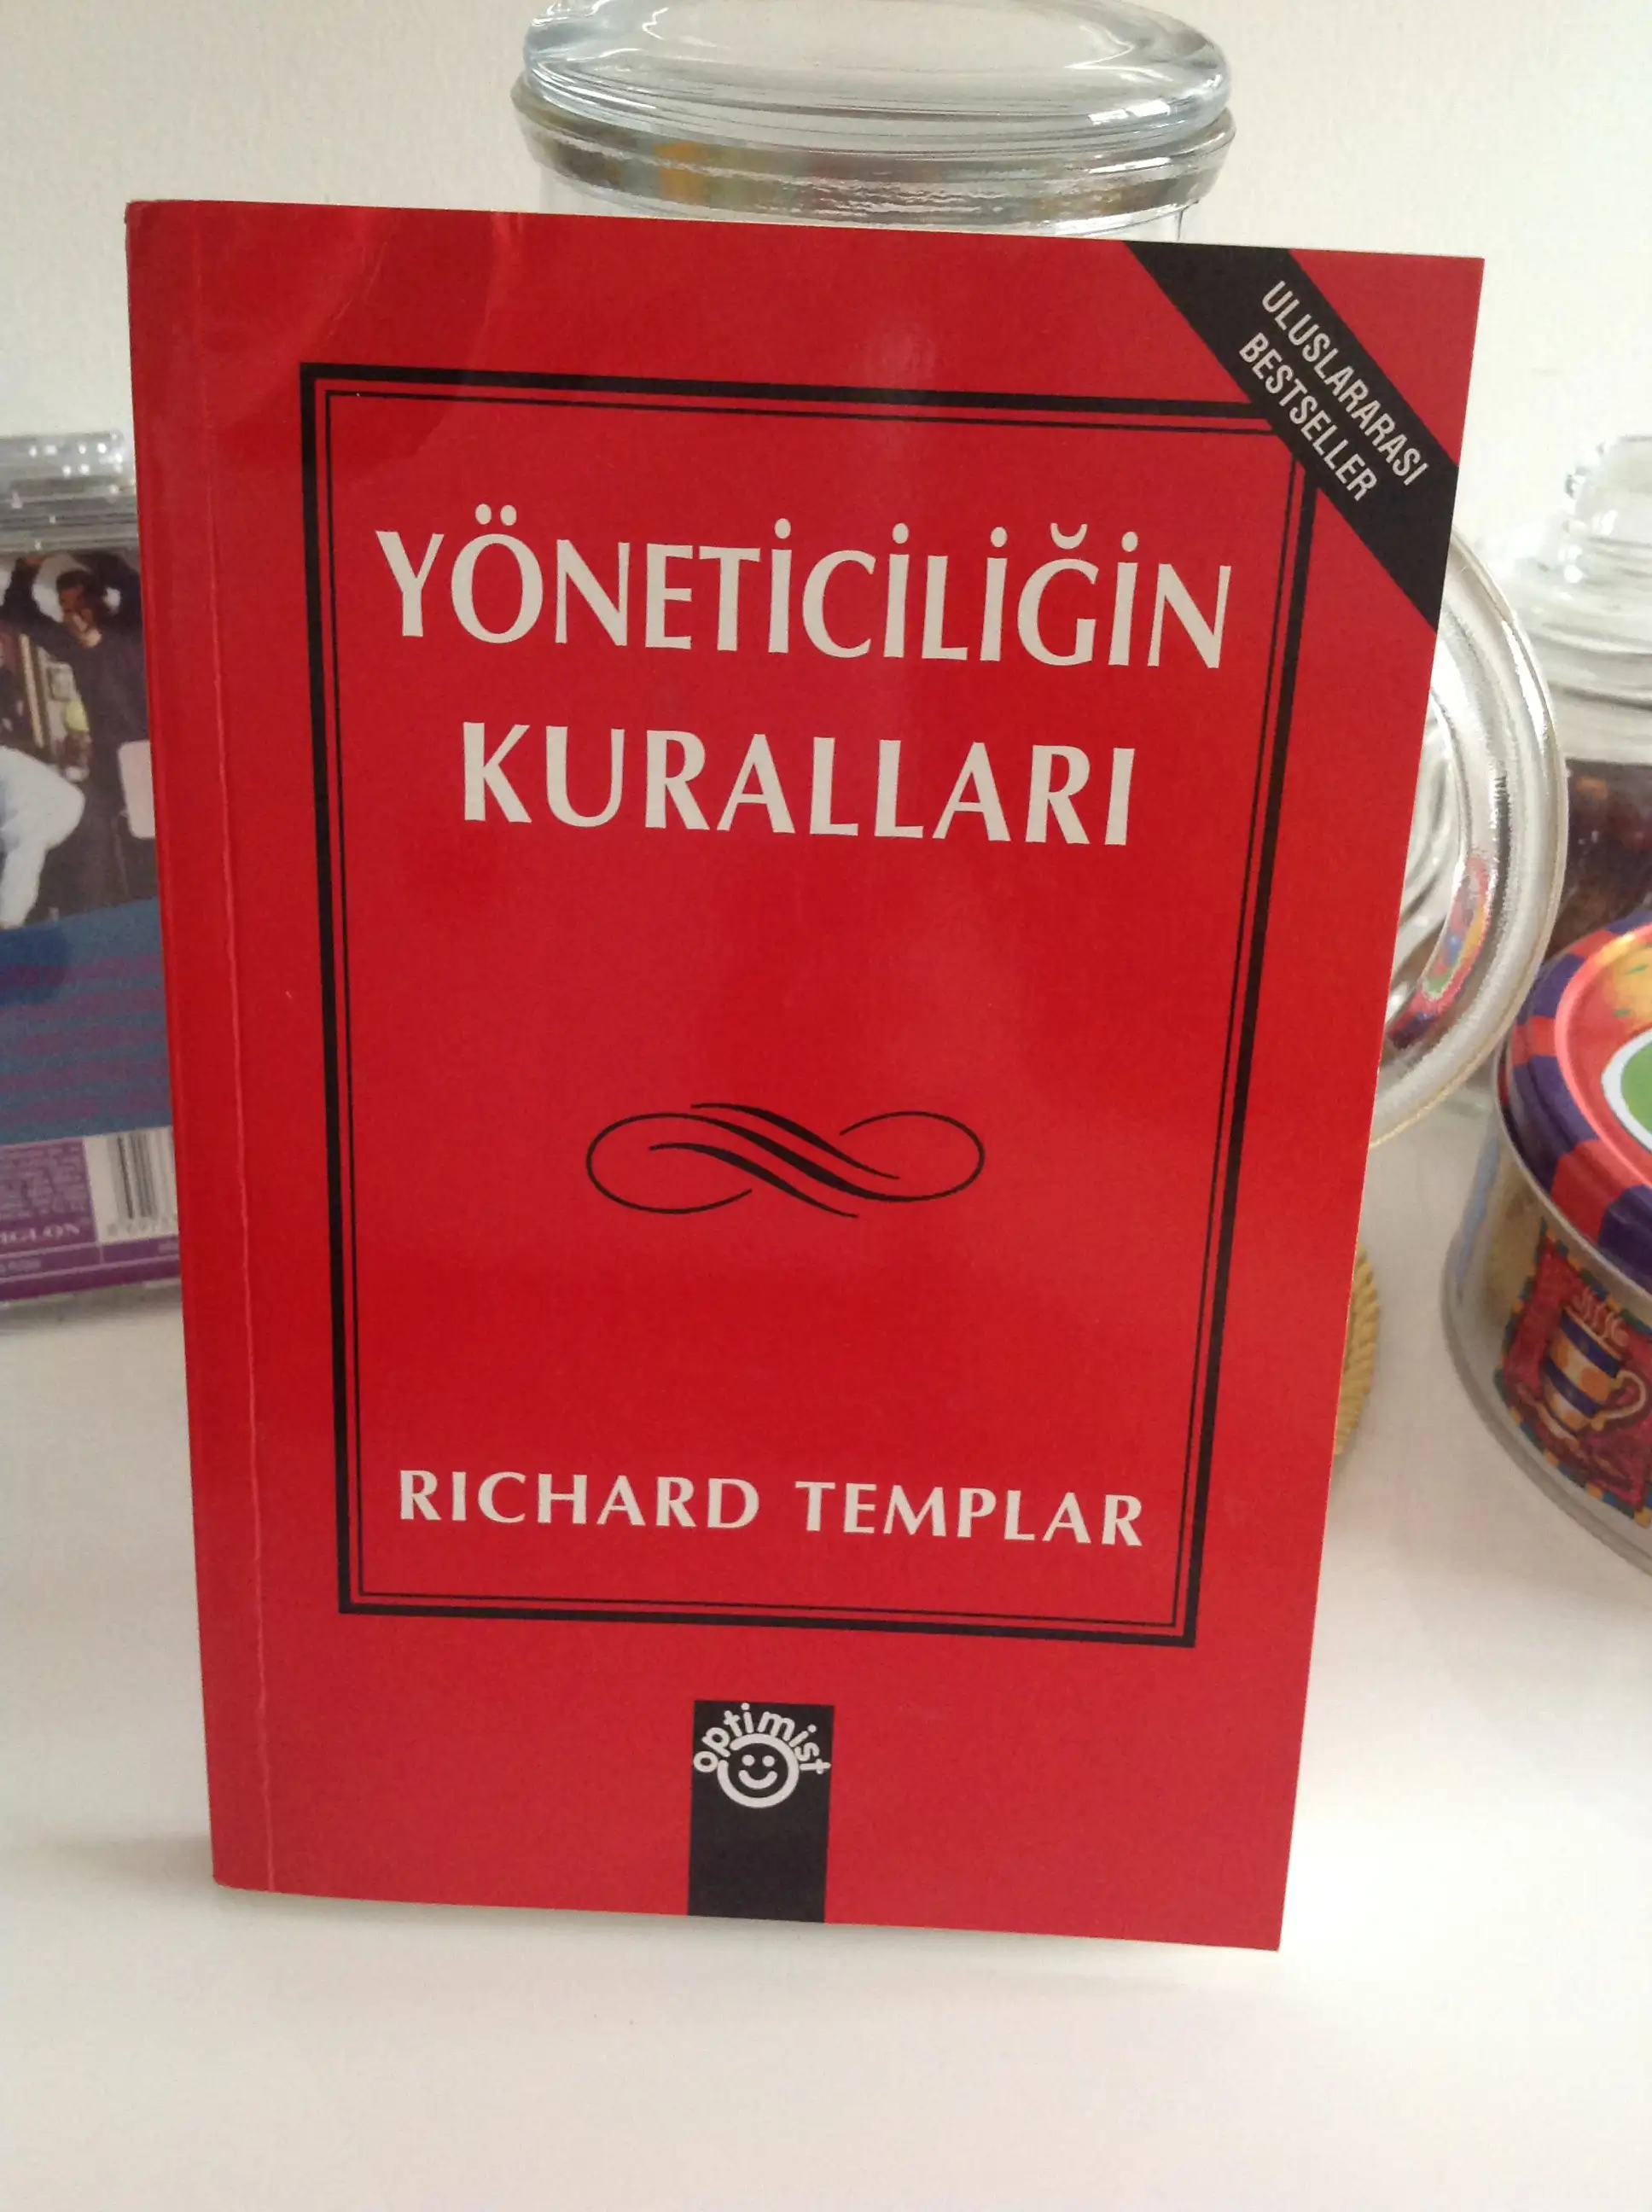 ULUSLARARASI
BESTSELLER
YÖNETİCİLİĞİN
KURALLARI
RICHARD TEMPLAR
optimist